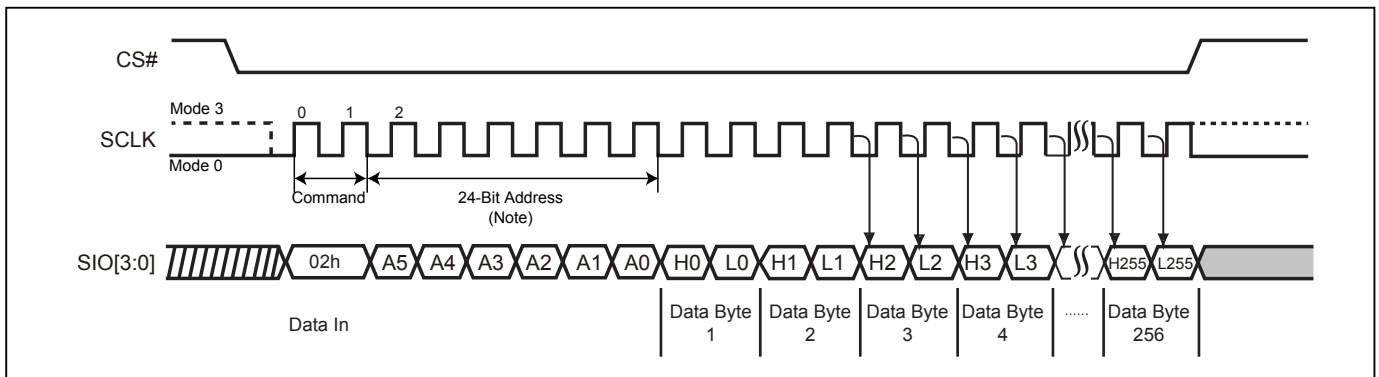 CS#
Mode 3
0 1 2
SCLK
Mode 0
Command
24-Bit Address
(Note)
SIO[3:0]
02h A5 A4 A3 A2 A1 A0 H0 L0 H1 L1 H2 L2 H3 L3 H255 L255
Data In
Data Byte
1
Data Byte
2
Data Byte
3
Data Byte
4
......
Data Byte
256